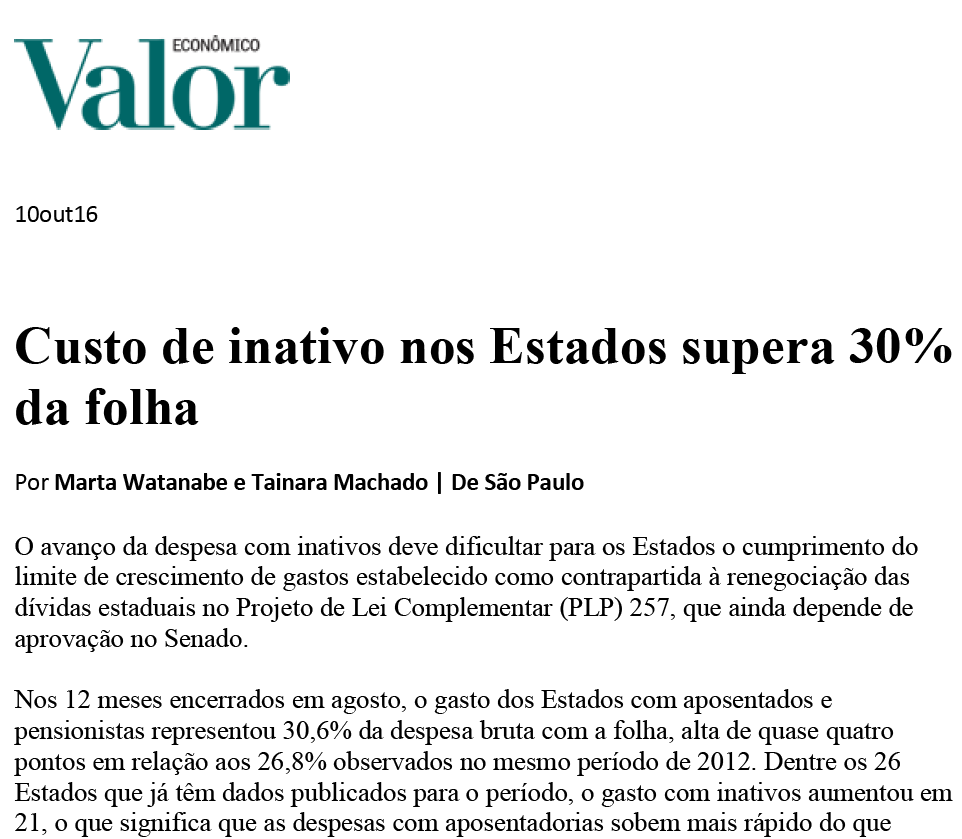 ECONÔMICO
Valor
10out16
Custo de inativo nos Estados supera 30%
da folha
Por Marta Watanabe e Tainara Machado | De São Paulo
O avanço da despesa com inativos deve dificultar para os Estados o cumprimento do
limite de crescimento de gastos estabelecido como contrapartida à renegociação das
dívidas estaduais no Projeto de Lei Complementar (PLP) 257, que ainda depende de
aprovação no Senado.
Nos 12 meses encerrados em agosto, o gasto dos Estados com aposentados e
pensionistas representou 30,6% da despesa bruta com a folha, alta de quase quatro
pontos em relação aos 26,8% observados no mesmo período de 2012. Dentre os 26
Estados que já têm dados publicados para o período, o gasto com inativos aumentou em
21, o que significa que as despesas com aposentadorias sobem mais rápido do que